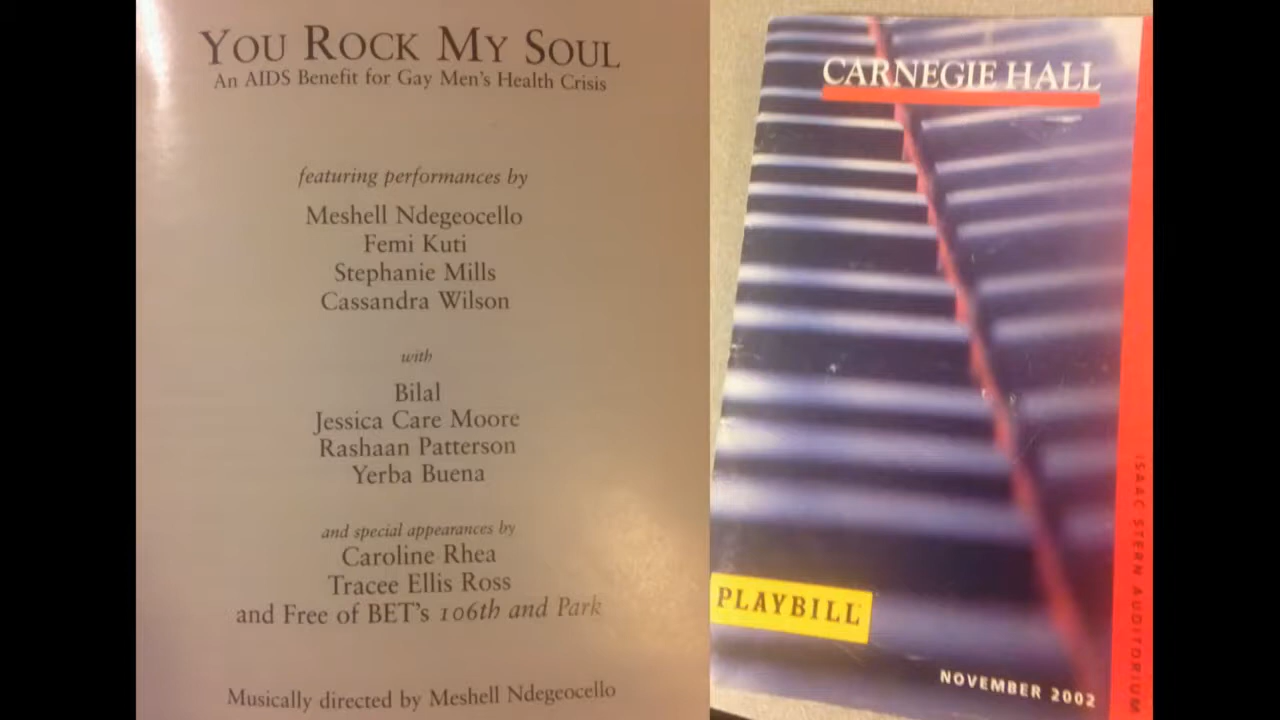 YOU ROCK MY SOUL
An AIDS Benefit for Gay Men's Health Crisis
featuring performances by
Meshell Ndegeocello
Femi Kuti
Stephanie Mills
Cassandra Wilson
with
Bilal
Jessica Care Moore
Rashaan Patterson
Yerba Buena
and special appearances by
Caroline Rhea
Tracee Ellis Ross
and Free of BET's 106th and Park
Musically directed by Meshell Ndegeocello
CARNEGIE HALL
ISAAC STERN AUDITORIUM
PLAYBILL
NOVEMBER 2002